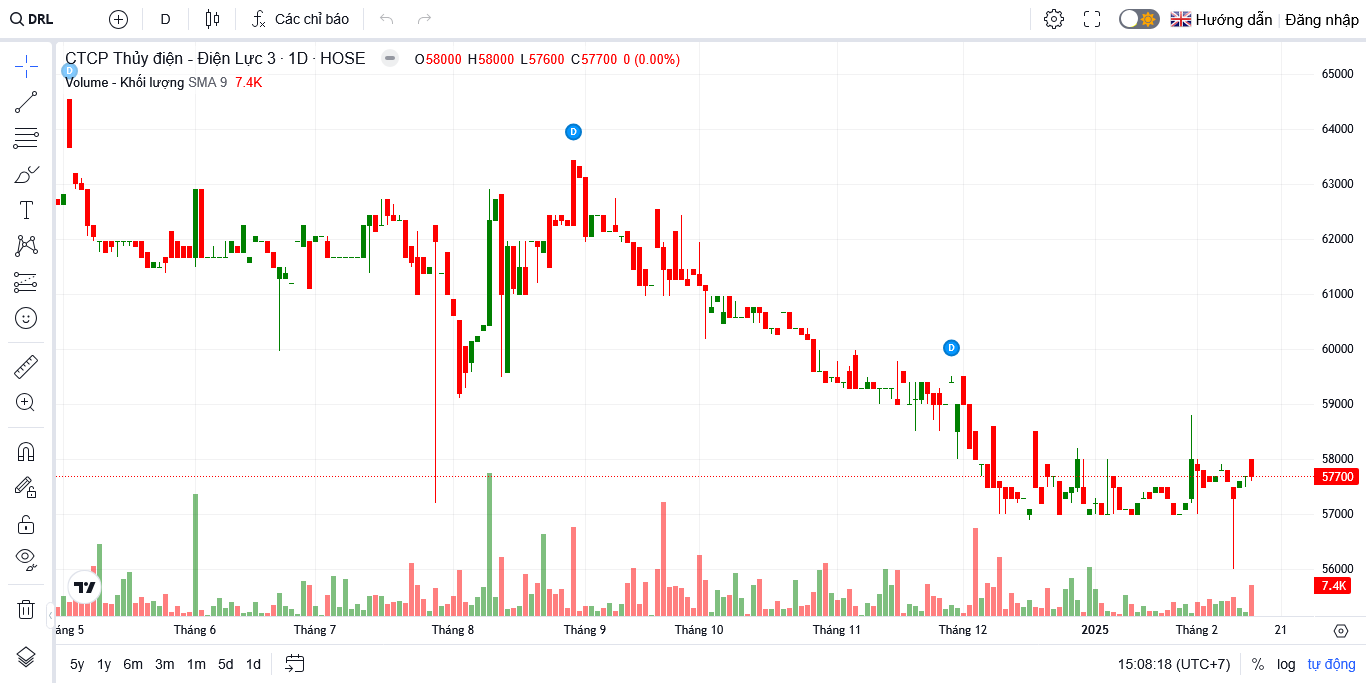 DRL D Các chỉ báo Hướng dẫn Đăng nhập
CTCP Thủy điện - Điện Lực 3 · 1D · HOSE O58000 H58000 L57600 C57700 0 (0.00%)
D
Volume - Khối lượng SMA 9 7.4K
65000
64000
D
63000
62000
61000
60000
D
59000
58000
57700
57000
56000
7.4K
áng 5 Tháng 6 Tháng 7 Tháng 8 Tháng 9 Tháng 10 Tháng 11 Tháng 12 2025 Tháng 2 21
5y 1y 6m 3m 1m 5d 1d 15:08:18 (UTC+7) % log tự động